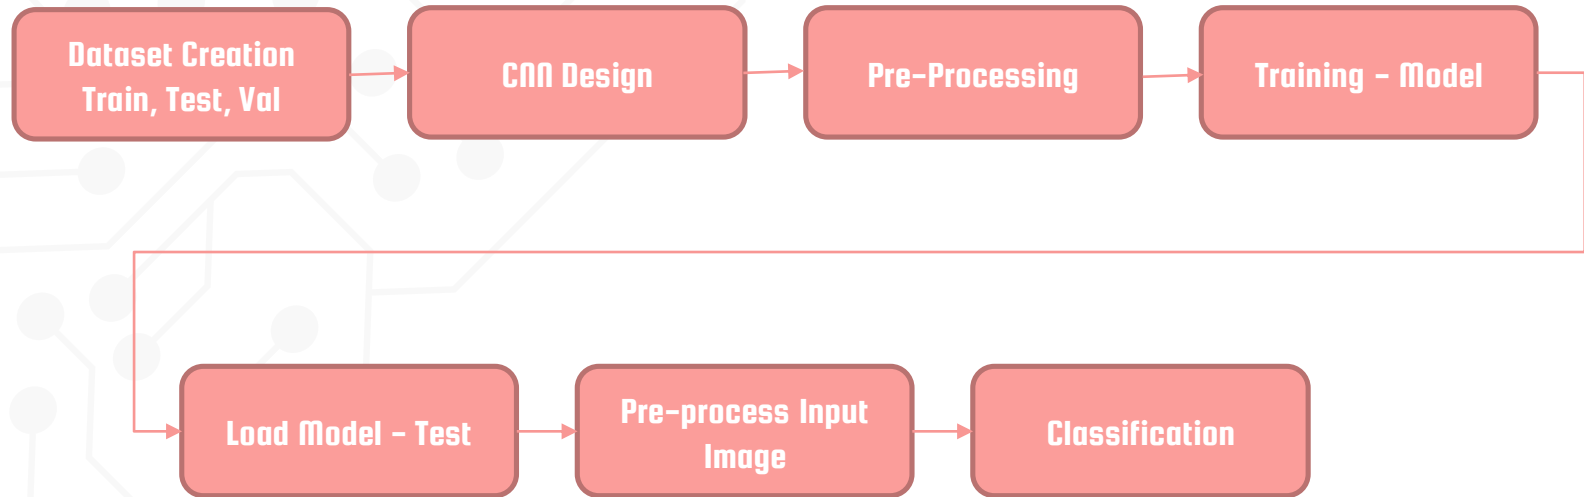 Dataset Creation
Train, Test, Val
CNN Design
Pre-Processing
Training - Model
Load Model - Test
Pre-process Input
Image
Classification